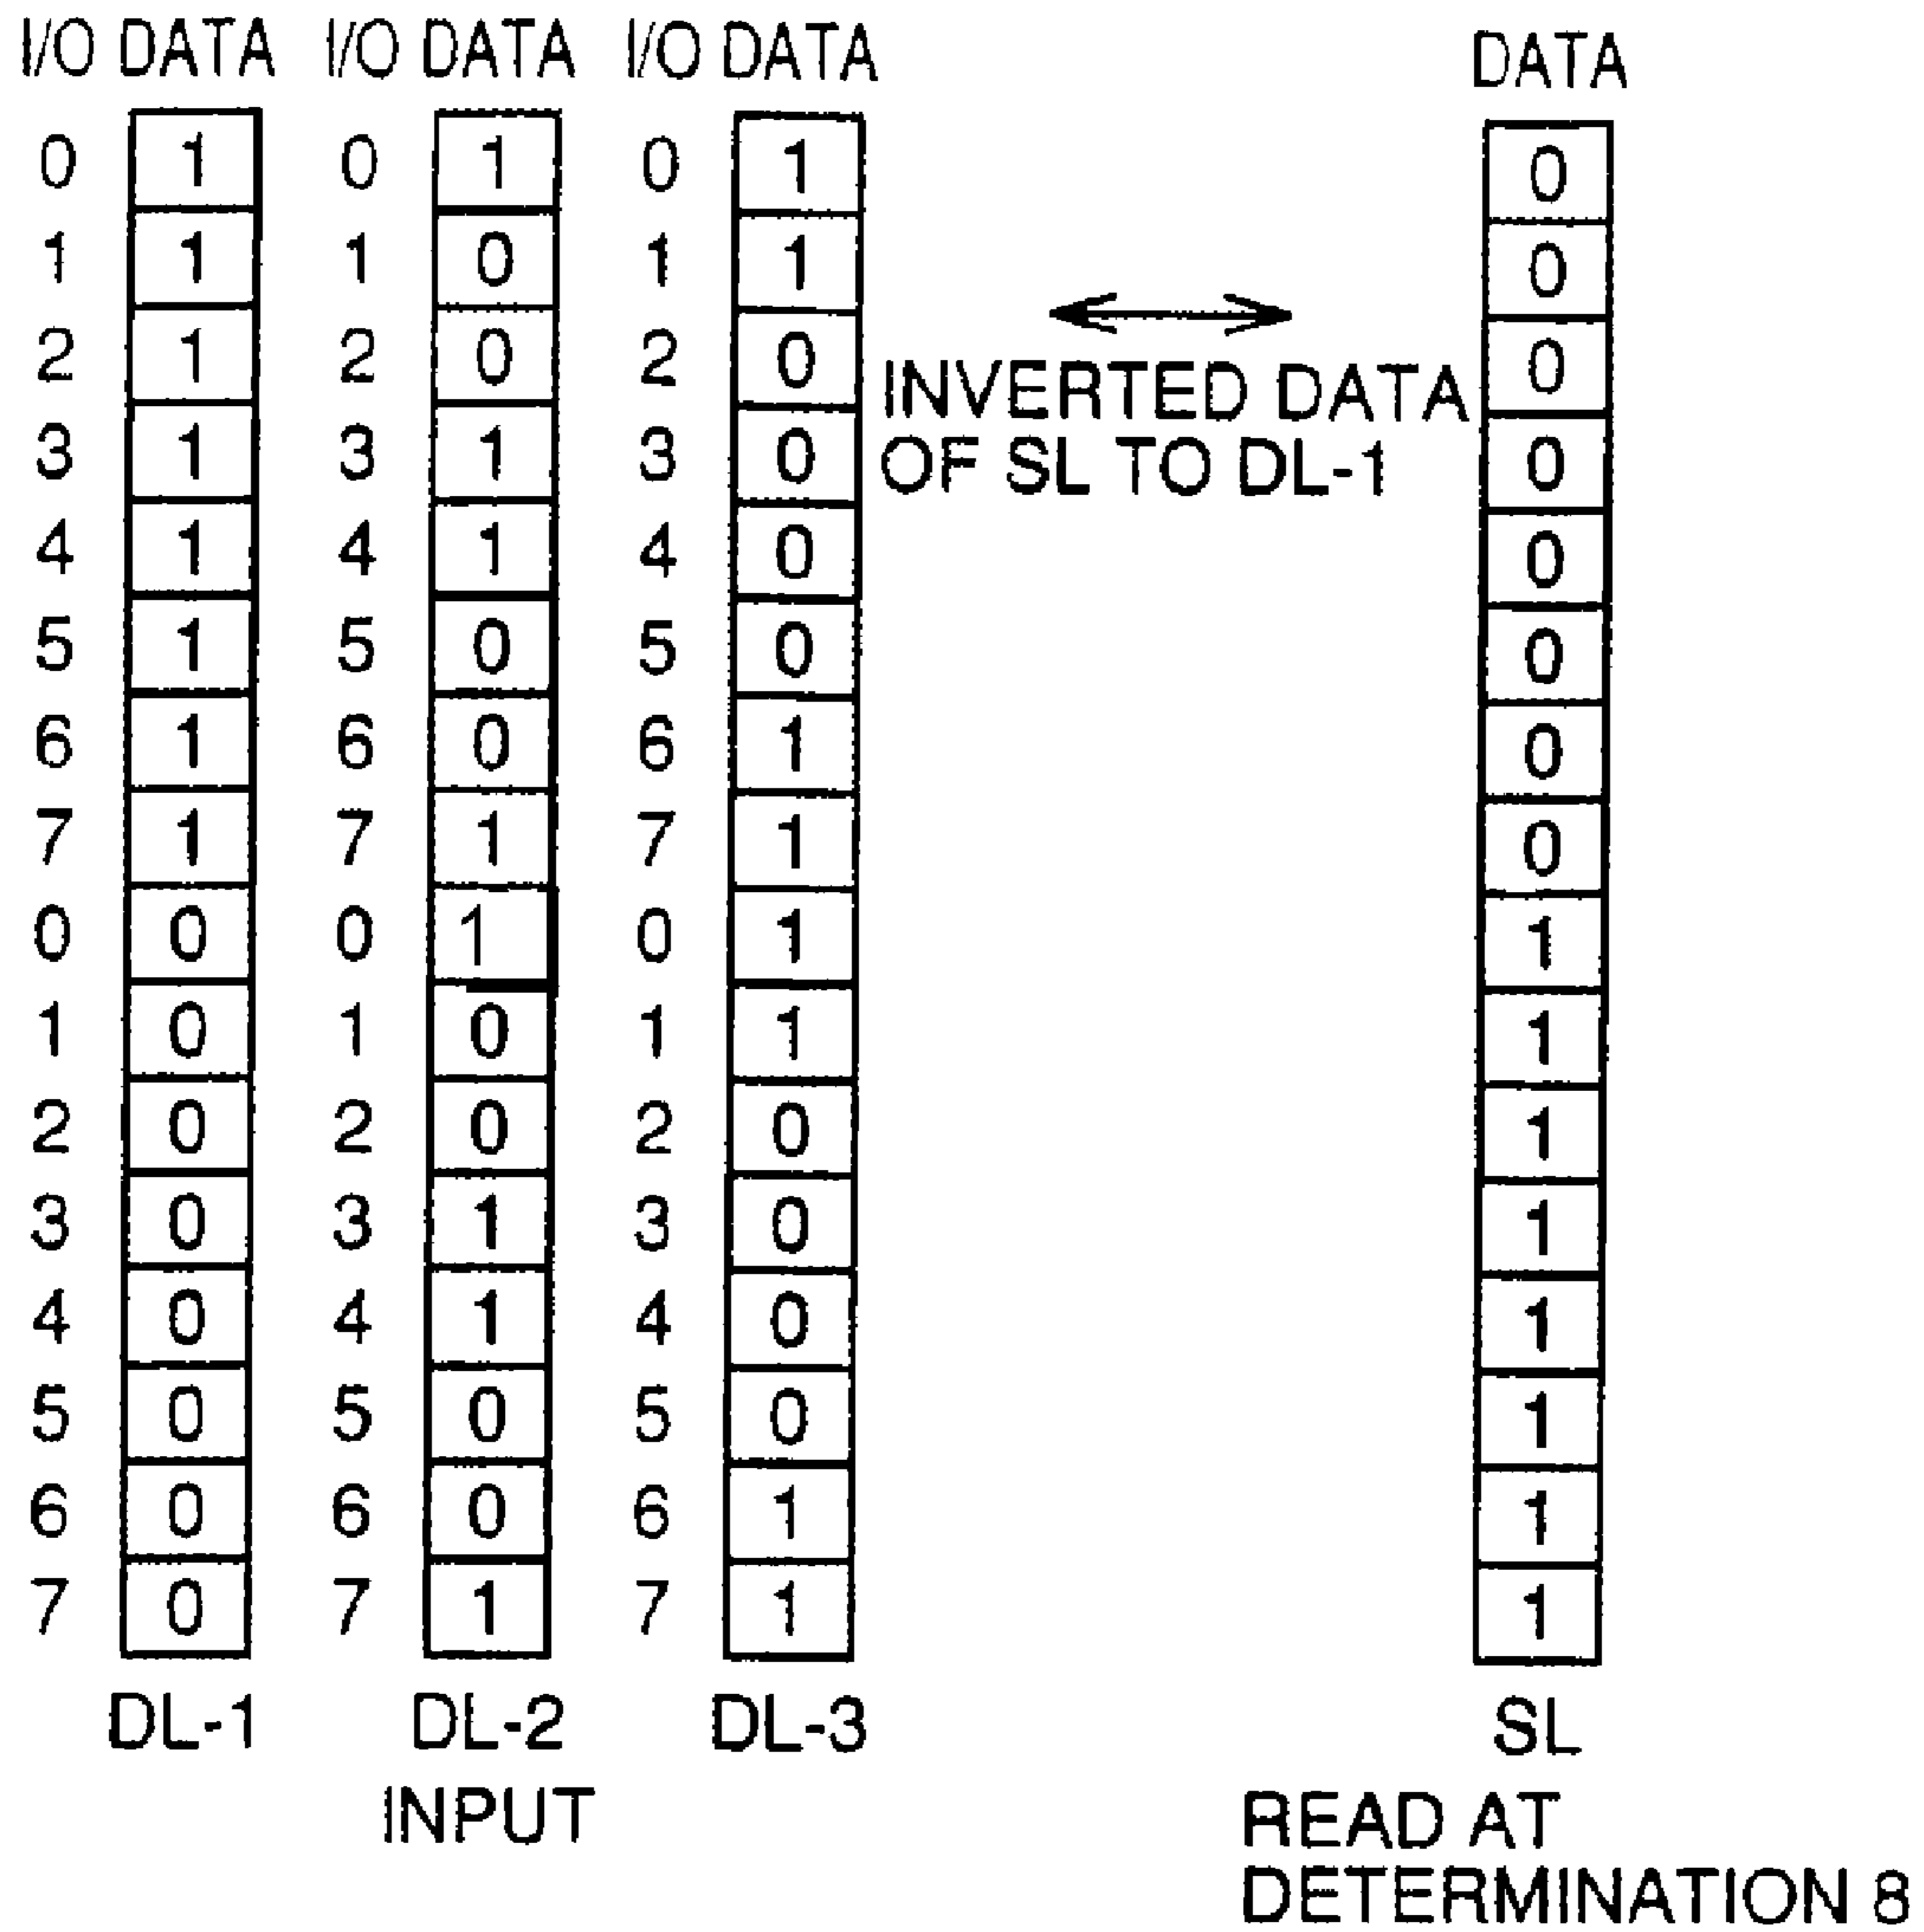 I/O DATA I/O DATA I/O DATA DATA
0 1 0 1 0 1 0
1 1 1 0 1 1 0
2 1 2 0 2 0 0
3 1 3 1 3 0 0
4 1 4 1 4 0 0
5 1 5 0 5 0 0
6 1 6 0 6 1 0
7 1 7 1 7 1 0
0 0 0 1 0 1 1
1 0 1 0 1 1 1
2 0 2 0 2 0 1
3 0 3 1 3 0 1
4 0 4 1 4 0 1
5 0 5 0 5 0 1
6 0 6 0 6 1 1
7 0 7 1 7 1 1
INVERTED DATA
OF SL TO DL-1
DL-1 DL-2 DL-3 SL
INPUT
READ AT
DETERMINATION 8